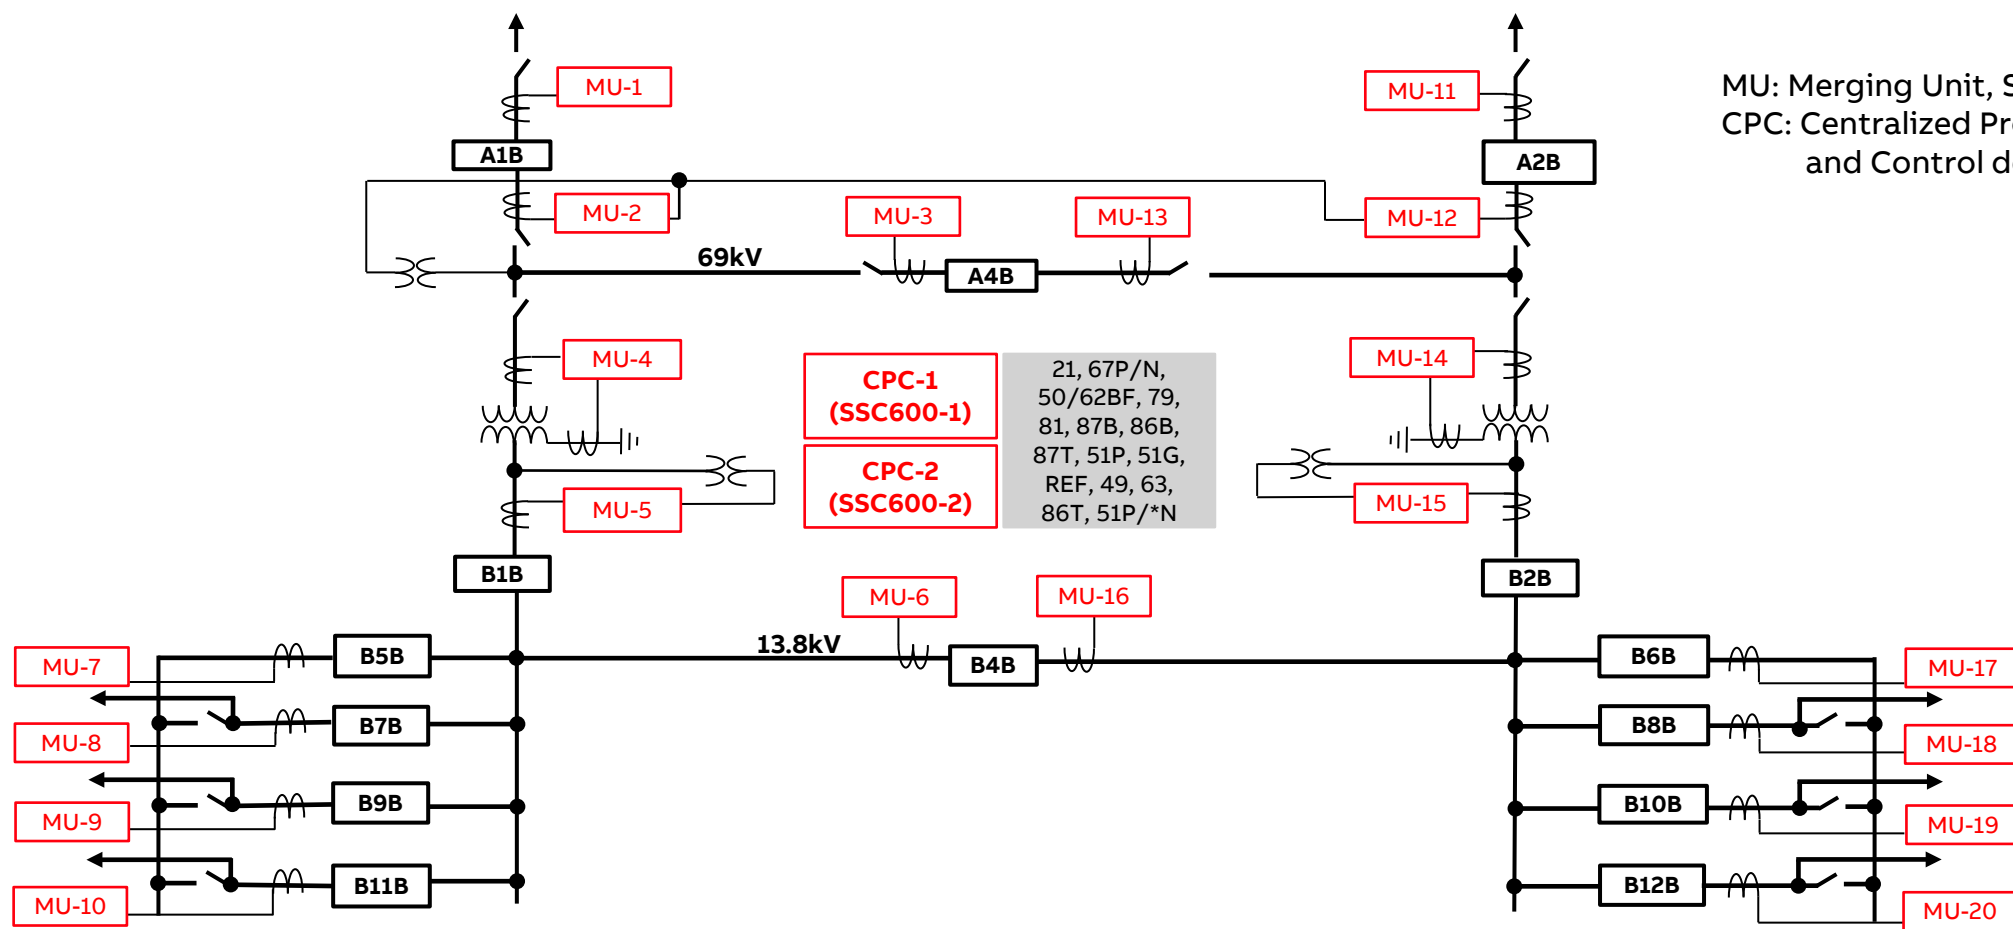 MU-1
MU-11
MU: Merging Unit, S
CPC: Centralized Pr
and Control d
A1B
A2B
MU-2
MU-3
MU-13
MU-12
69kV
A4B
MU-4
CPC-1
(SSC600-1)
CPC-2
(SSC600-2)
21, 67P/N,
50/62BF, 79,
81, 87B, 86B,
87T, 51P, 51G,
REF, 49, 63,
86T, 51P/*N
MU-14
MU-5
MU-15
B1B
B2B
MU-6
MU-16
13.8kV
B4B
MU-7
B5B
B6B
MU-17
MU-8
B7B
B8B
MU-18
MU-9
B9B
B10B
MU-19
MU-10
B11B
B12B
MU-20